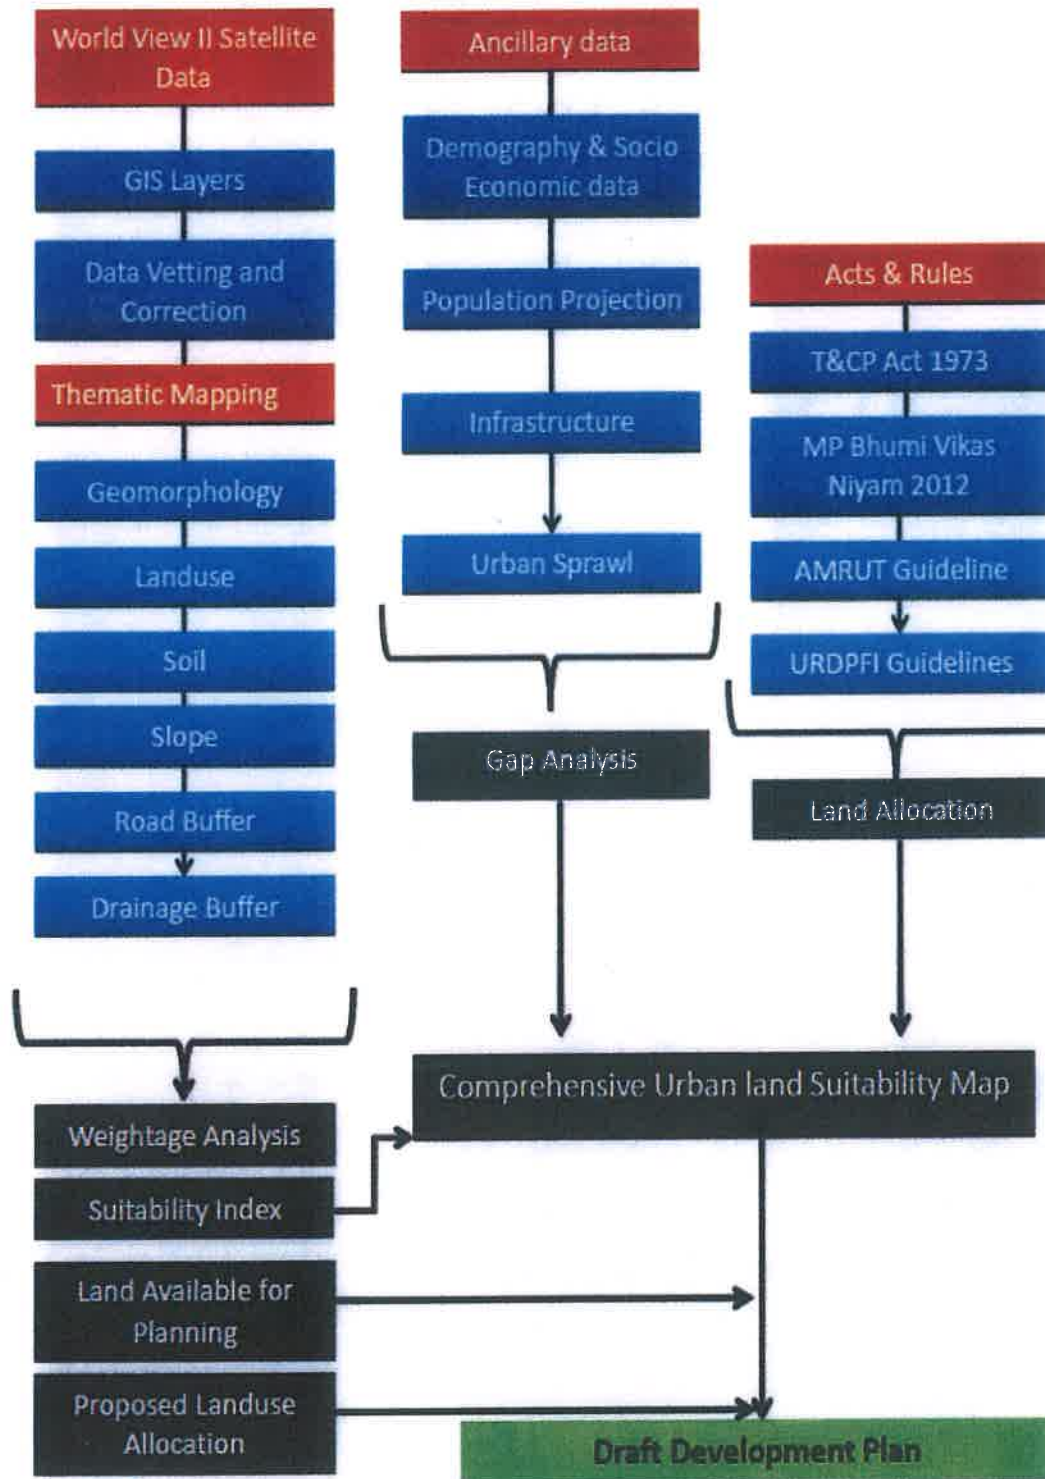 World View II Satellite
Data
GIS Layers
Data Vetting and
Correction
Thematic Mapping
Geomorphology
Landuse
Soil
Slope
Road Buffer
Drainage Buffer
Weightage Analysis
Suitability Index
Land Available for
Planning
Proposed Landuse
Allocation
Ancillary data
Demography & Socio
Economic data
Population Projection
Infrastructure
Urban Sprawl
Gap Analysis
Acts & Rules
T&CP Act 1973
MP Bhumi Vikas
Niyam 2012
AMRUT Guideline
URDPFI Guidelines
Land Allocation
Comprehensive Urban land Suitability Map
Draft Development Plan